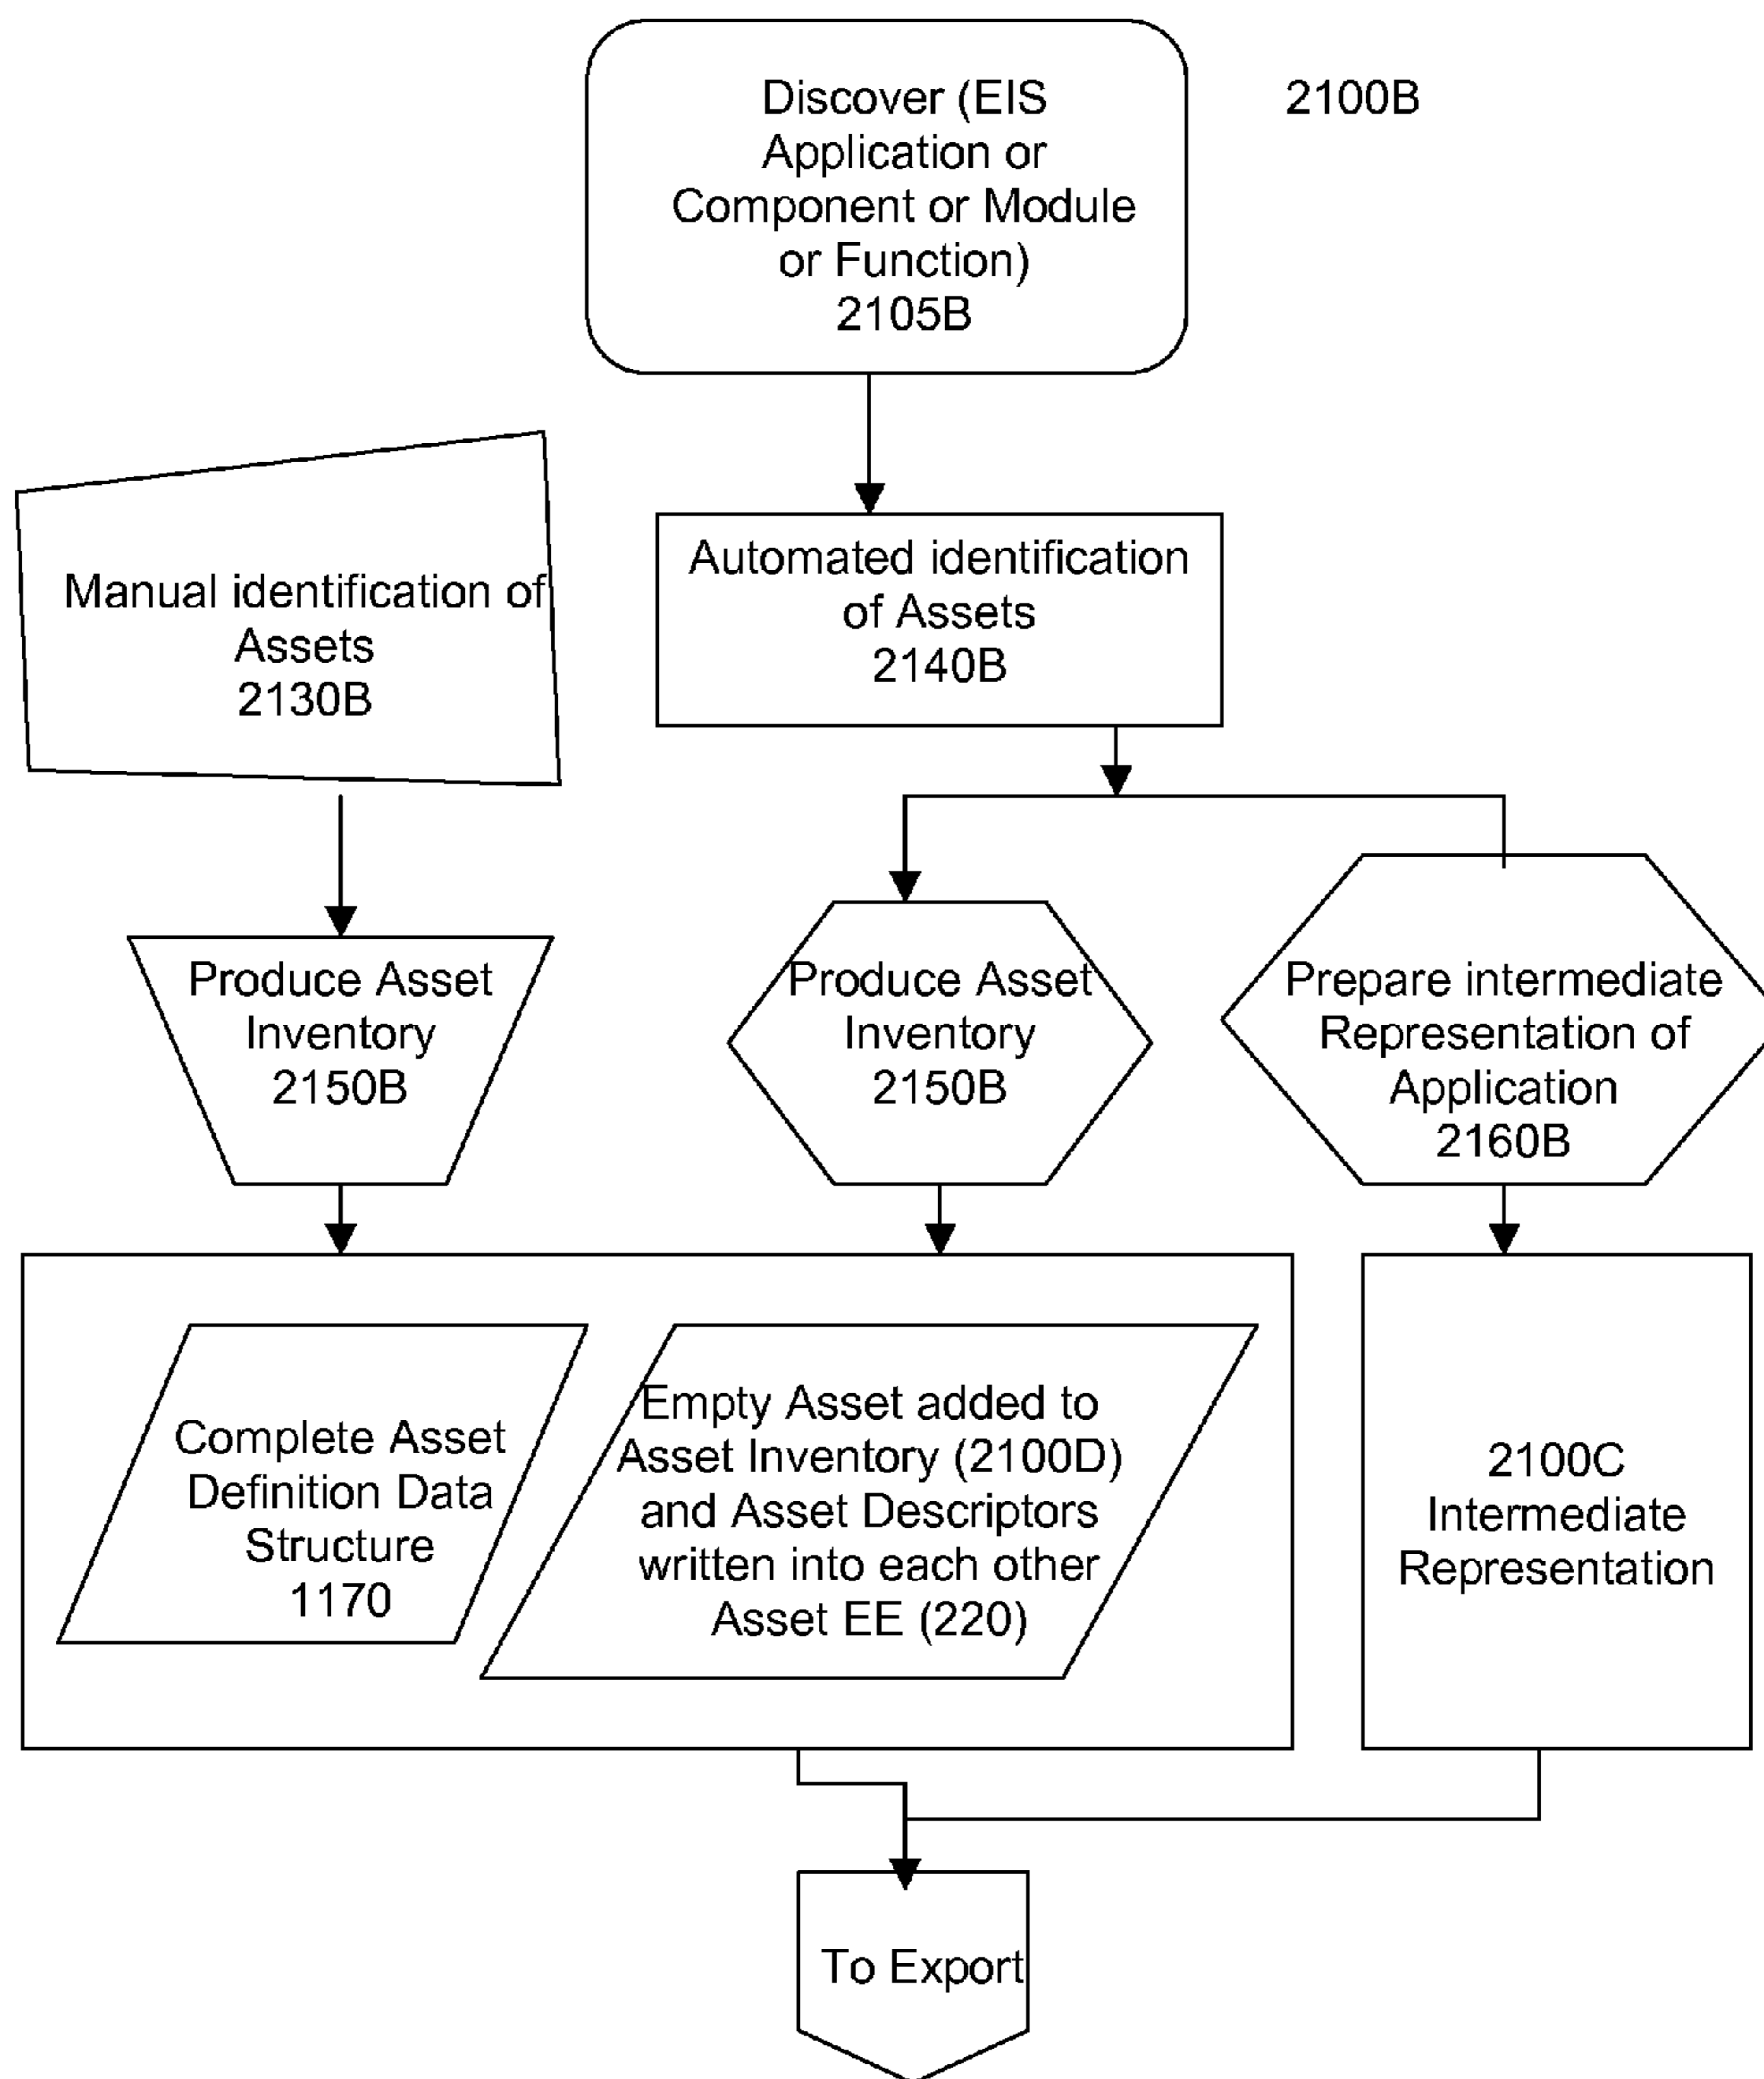 Discover (EIS
Application or
Component or Module
or Function)
2105B
2100B
Manual identification of
Assets
2130B
Automated identification
of Assets
2140B
Produce Asset
Inventory
2150B
Produce Asset
Inventory
2150B
Prepare intermediate
Representation of
Application
2160B
Complete Asset
Definition Data
Structure
1170
Empty Asset added to
Asset Inventory (2100D)
and Asset Descriptors
written into each other
Asset EE (220)
2100C
Intermediate
Representation
To Export